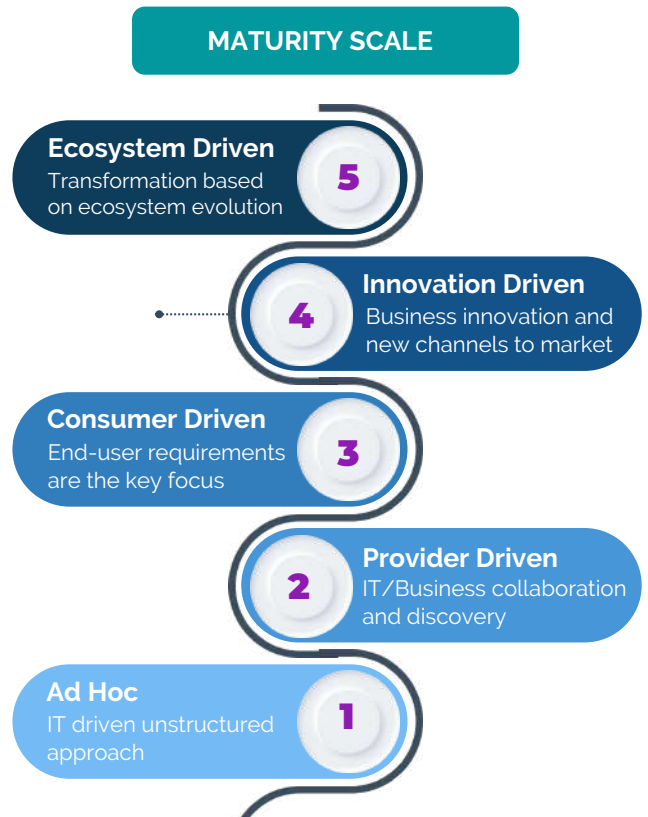 MATURITY SCALE
Ecosystem Driven
Transformation based
on ecosystem evolution
5
Innovation Driven
Business innovation and
new channels to market
4
Consumer Driven
End-user requirements
are the key focus
3
Provider Driven
IT/Business collaboration
and discovery
2
Ad Hoc
IT driven unstructured
approach
1